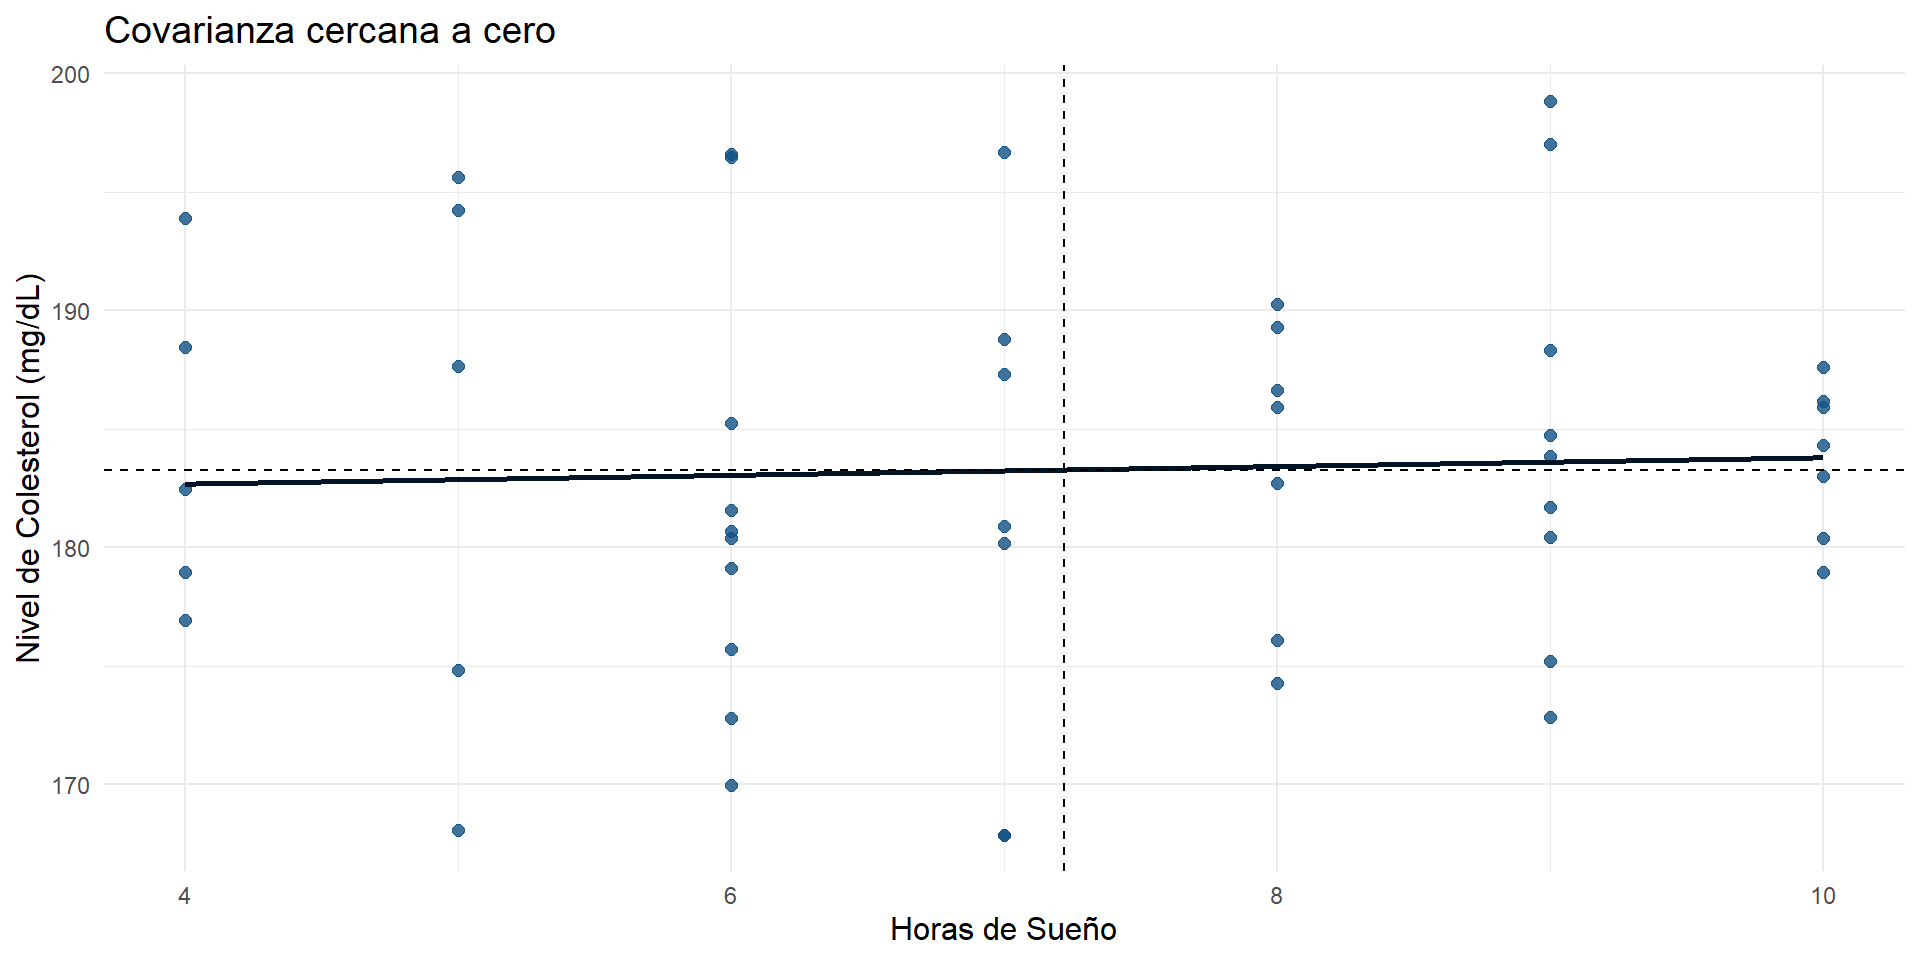 Covarianza cercana a cero
200
190
180
170
Nivel de Colesterol (mg/dL)
4
6
8
10
Horas de Sueño